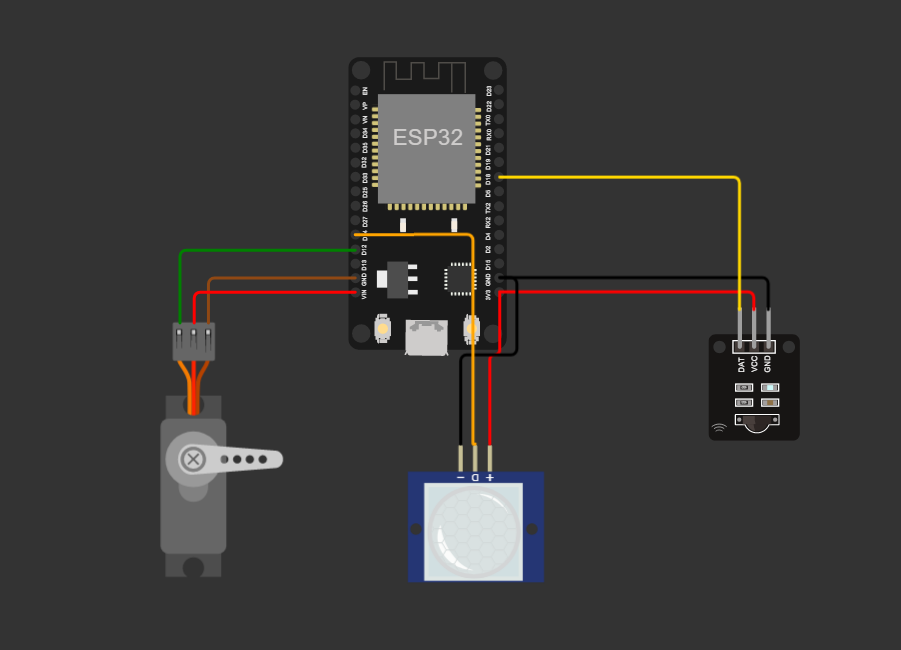 EN
VP
VN
D34
D35
D32
D33
D25
D26
D27
D14
D12
D13
GND
VIN
ESP32
D23
D22
TX0
RX0
D21
D19
D18
D5
TX2
RX2
D4
D2
D15
GND
3V3
DAT
VCC
GND
− D +